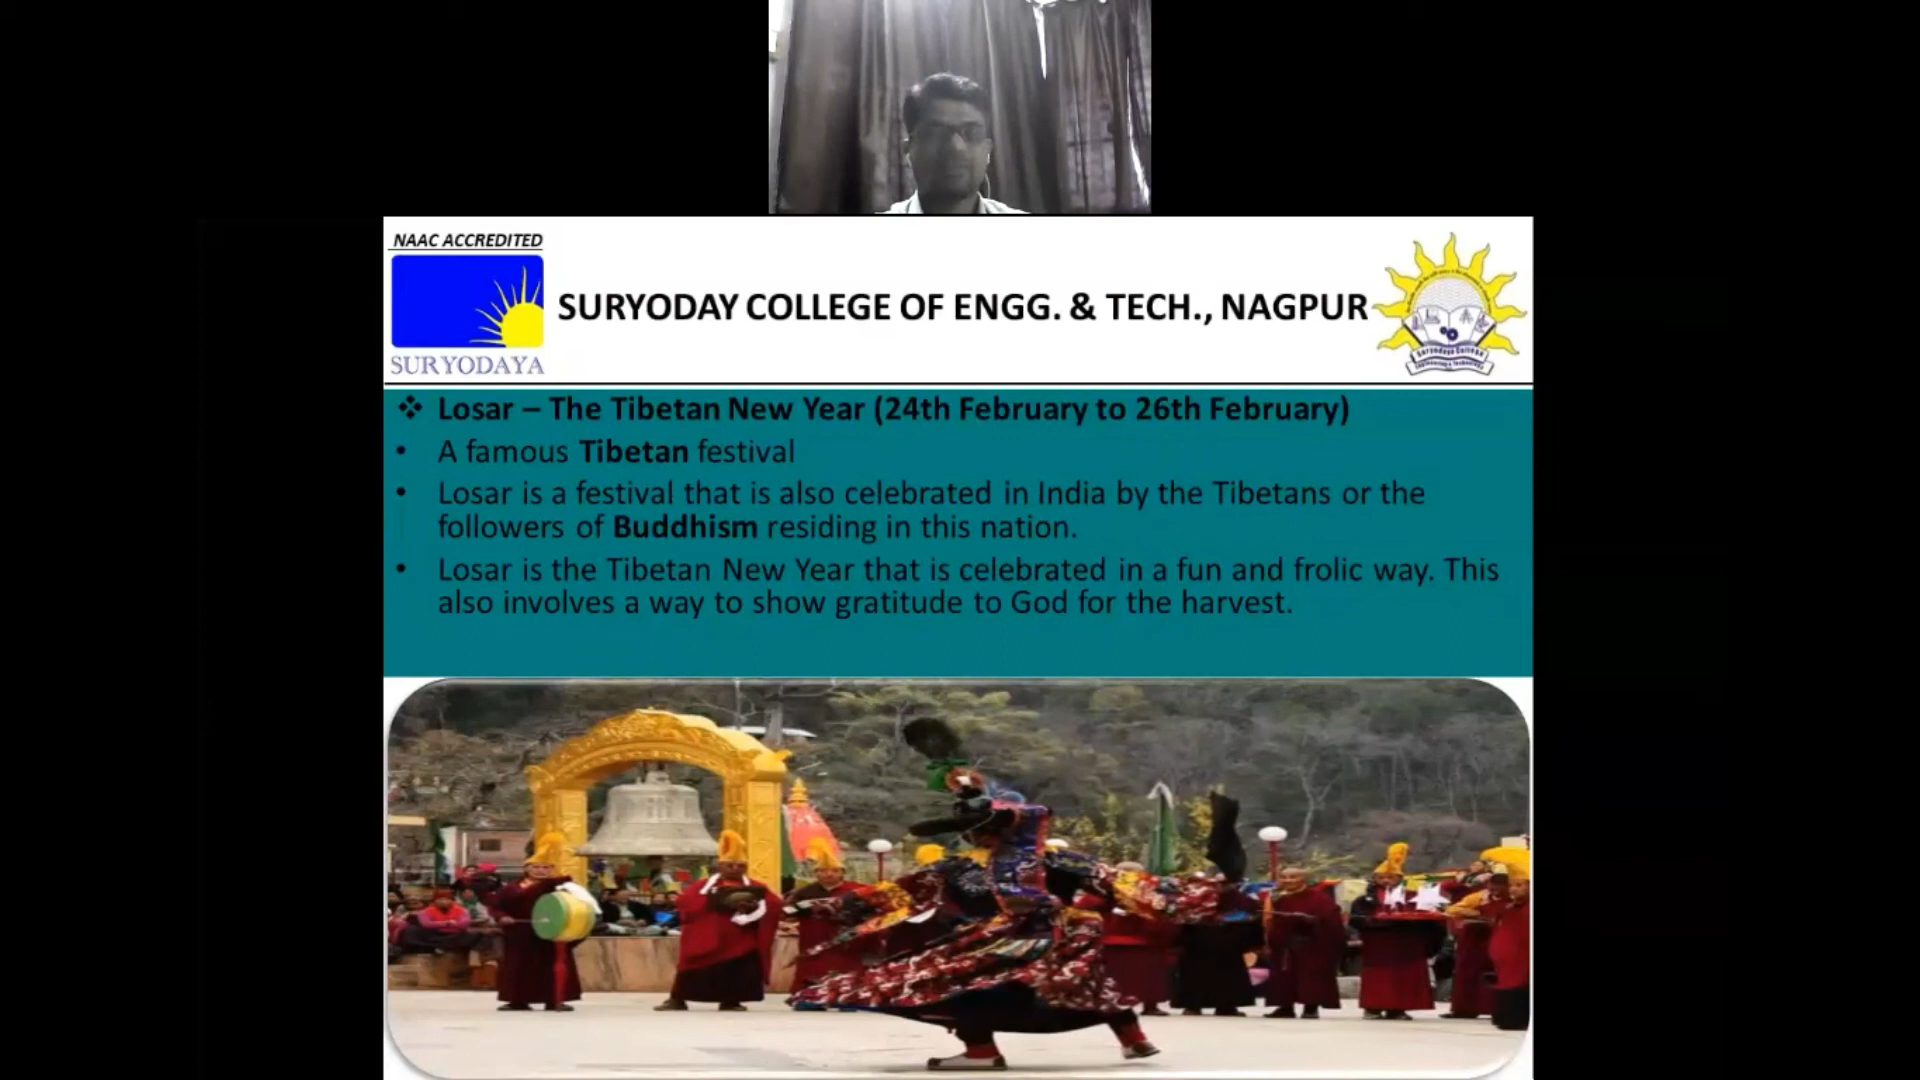 NAAC ACCREDITED
SURYODAYA
SURYODAY COLLEGE OF ENGG. & TECH., NAGPUR
Suryodaya College
❖ Losar – The Tibetan New Year (24th February to 26th February)
• A famous Tibetan festival
• Losar is a festival that is also celebrated in India by the Tibetans or the
followers of Buddhism residing in this nation.
• Losar is the Tibetan New Year that is celebrated in a fun and frolic way. This
also involves a way to show gratitude to God for the harvest.